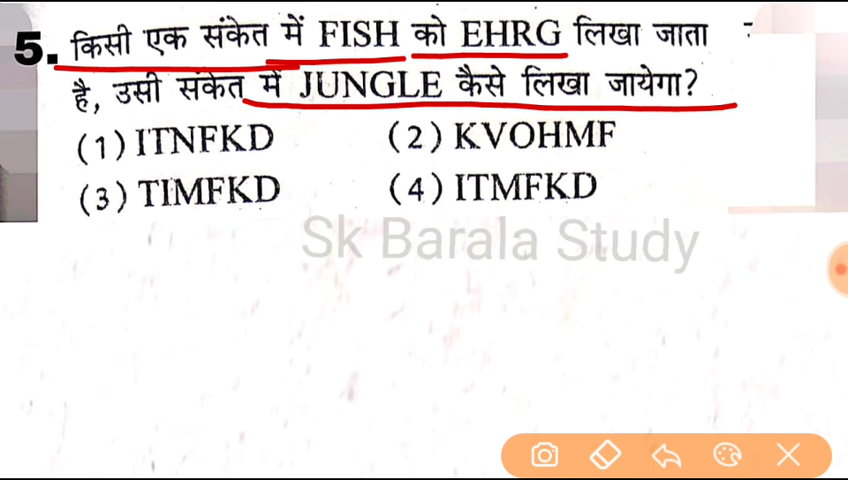 5. किसी एक संकेत में FISH को EHRG लिखा जाता
है, उसी संकेत में JUNGLE कैसे लिखा जायेगा?
(1) ITNFKD (2) KVOHMF
(3) TIMFKD (4) ITMFKD
Sk Barala Study